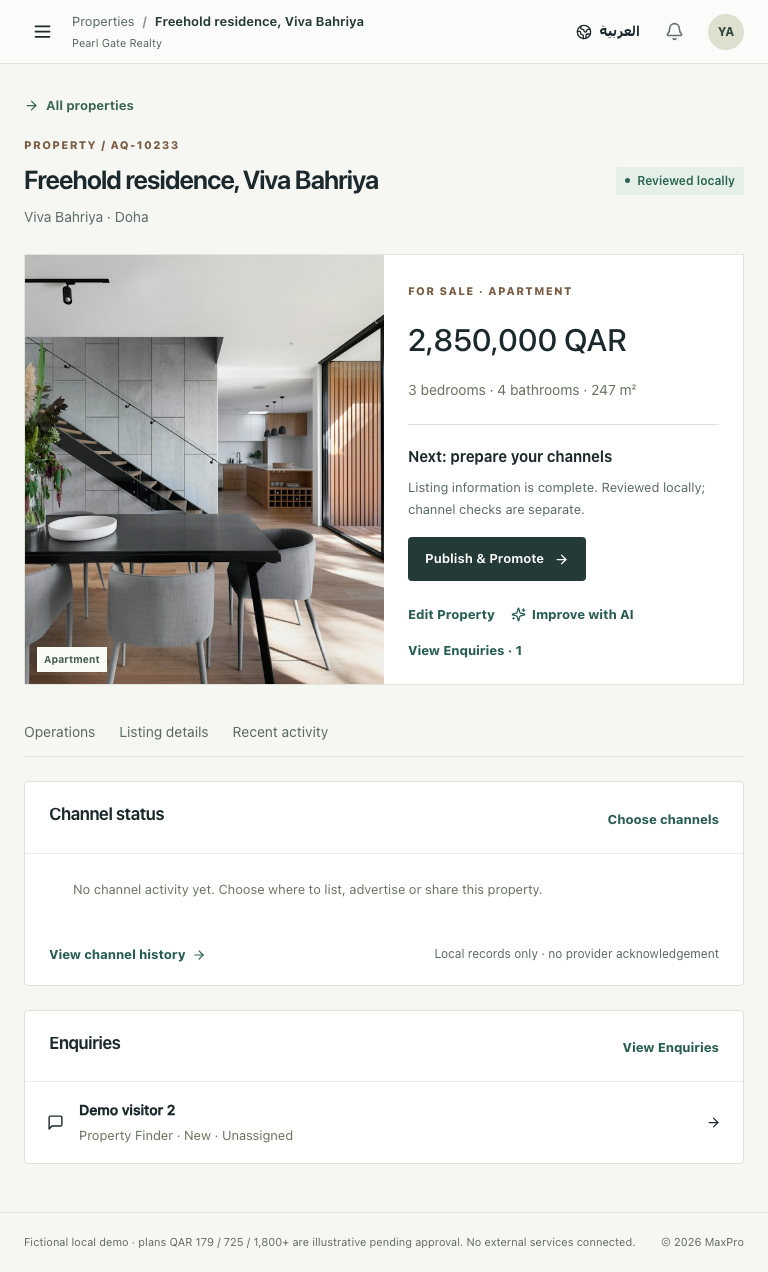 Properties / Freehold residence, Viva Bahriya
Pearl Gate Realty
العربية
YA
All properties
PROPERTY / AQ-10233
Freehold residence, Viva Bahriya
Reviewed locally
Viva Bahriya · Doha
Apartment
FOR SALE · APARTMENT
2,850,000 QAR
3 bedrooms · 4 bathrooms · 247 m²
Next: prepare your channels
Listing information is complete. Reviewed locally;
channel checks are separate.
Publish & Promote
Edit Property
Improve with AI
View Enquiries · 1
Operations
Listing details
Recent activity
Channel status
Choose channels
No channel activity yet. Choose where to list, advertise or share this property.
View channel history
Local records only · no provider acknowledgement
Enquiries
View Enquiries
Demo visitor 2
Property Finder · New · Unassigned
Fictional local demo · plans QAR 179 / 725 / 1,800+ are illustrative pending approval. No external services connected.
© 2026 MaxPro